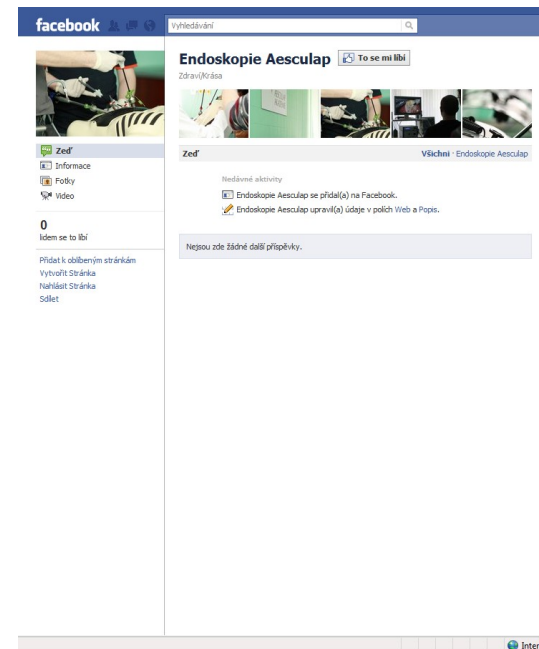 facebook
Vyhledávání
Endoskopie Aesculap
To se mi líbí
Zdraví/Krása
Zeď
Informace
Fotky
Video
0
lidem se to líbí
Přidat k oblíbeným stránkám
Vytvořit Stránka
Nahlásit Stránka
Sdílet
Zeď
Všichni · Endoskopie Aesculap
Nedávné aktivity
Endoskopie Aesculap se přidal(a) na Facebook.
Endoskopie Aesculap upravil(a) údaje v polích Web a Popis.
Nejsou zde žádné další příspěvky.
Inter